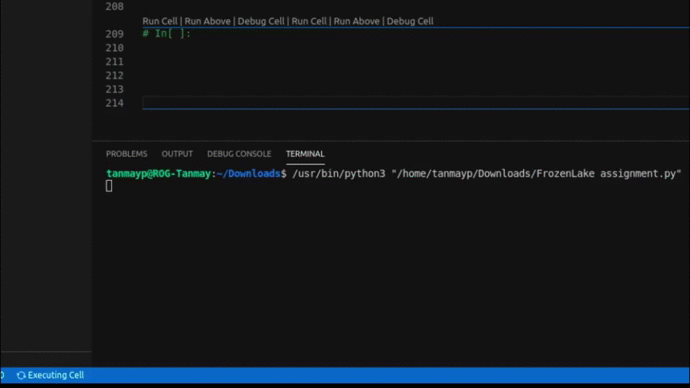 208
Run Cell | Run Above | Debug Cell | Run Cell | Run Above | Debug Cell
209 # In[ ]:
210
211
212
213
214
PROBLEMS OUTPUT DEBUG CONSOLE TERMINAL
tanmayp@ROG-Tanmay:~/Downloads$ /usr/bin/python3 "/home/tanmayp/Downloads/FrozenLake assignment.py"
0 Executing Cell